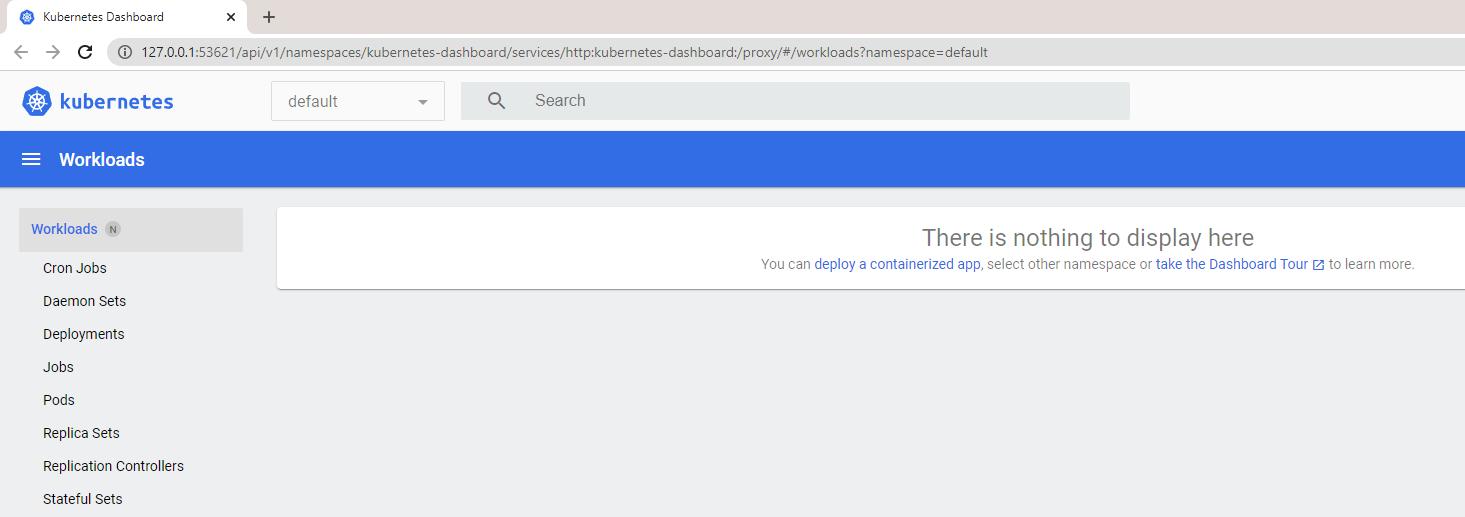 Kubernetes Dashboard
127.0.0.1:53621/api/v1/namespaces/kubernetes-dashboard/services/http:kubernetes-dashboard:/proxy/#/workloads?namespace=default
kubernetes
default
Search
Workloads
Workloads N
There is nothing to display here
You can deploy a containerized app, select other namespace or take the Dashboard Tour to learn more.
Cron Jobs
Daemon Sets
Deployments
Jobs
Pods
Replica Sets
Replication Controllers
Stateful Sets